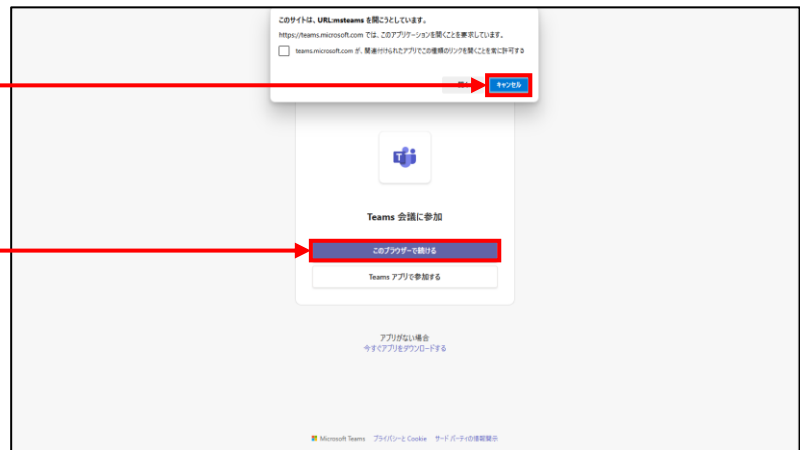 このサイトは、URL:msteams を開こうとしています。
https://teams.microsoft.com では、このアプリケーションを開くことを要求しています。
teams.microsoft.com が、関連付けられたアプリでこの種類のリンクを開くことを常に許可する
キャンセル
Teams 会議に参加
このブラウザーで続ける
Teams アプリで参加する
アプリがない場合
今すぐアプリをダウンロードする
Microsoft Teams プライバシーと Cookie サード パーティの情報開示